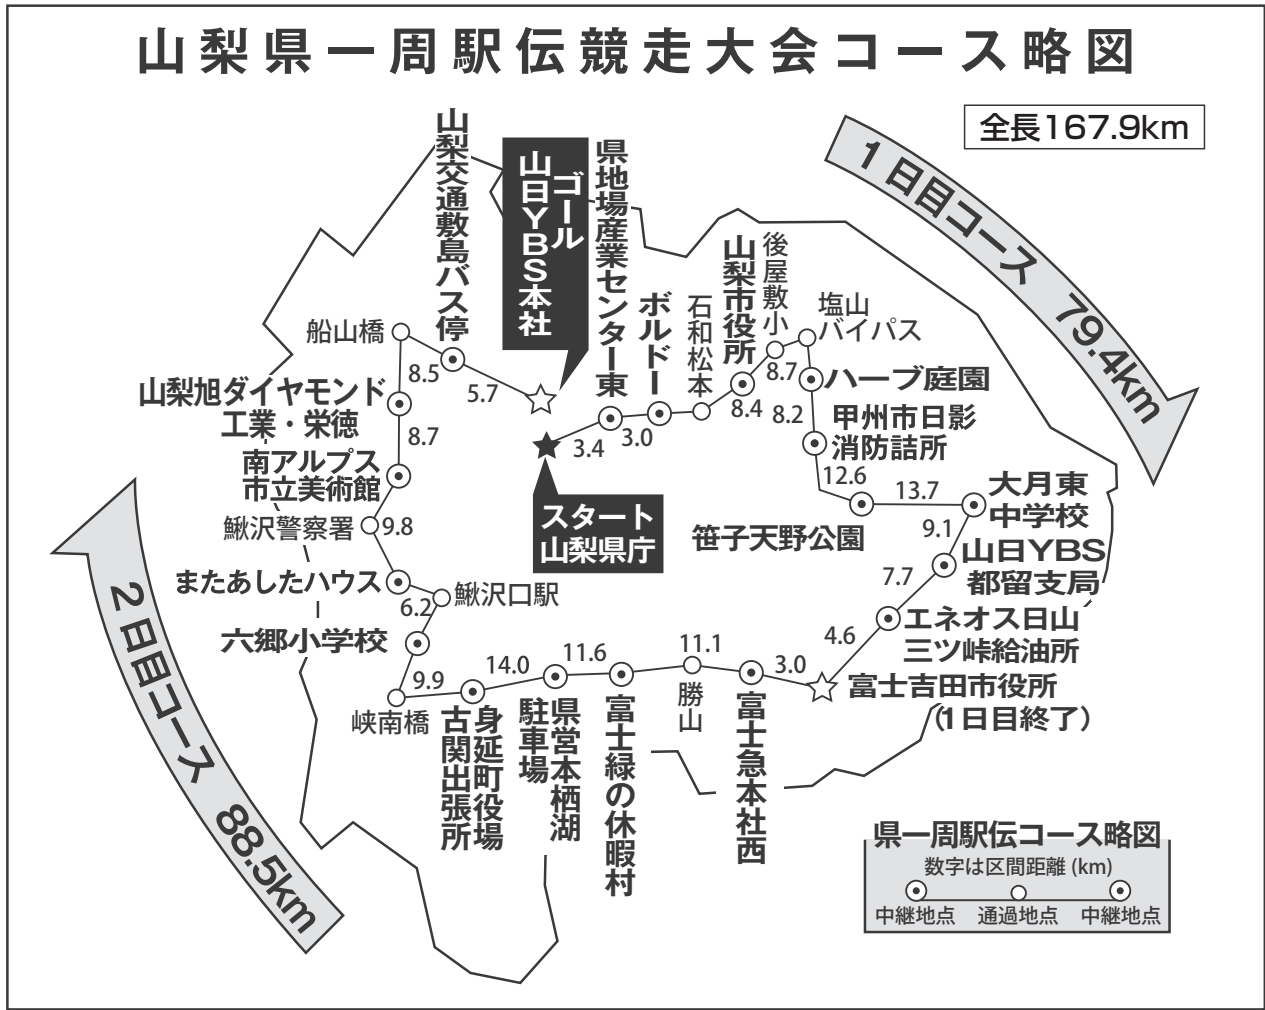 山梨県一周駅伝競走大会コース略図
全長167.9km
1日目コース 79.4km
2日目コース 88.5km
スタート
山梨県庁
3.4
県地場産業センター東
3.0
ボルドー
石和松本
8.4
山梨市役所
後屋敷小
8.7
塩山
バイパス
ハーブ庭園
8.2
甲州市日影
消防詰所
12.6
笹子天野公園
13.7
大月東
中学校
9.1
山日YBS
都留支局
7.7
エネオス日山
三ツ峠給油所
4.6
富士吉田市役所
(1日目終了)
3.0
富士急本社西
11.1
勝山
富士緑の休暇村
11.6
県営本栖湖
駐車場
14.0
身延町役場
古関出張所
9.9
峡南橋
六郷小学校
6.2
鰍沢口駅
またあしたハウス
9.8
鰍沢警察署
南アルプス
市立美術館
8.7
山梨旭ダイヤモンド
工業・栄徳
8.5
船山橋
山梨交通敷島バス停
5.7
ゴール
山日YBS本社
県一周駅伝コース略図
数字は区間距離(km)
中継地点 通過地点 中継地点